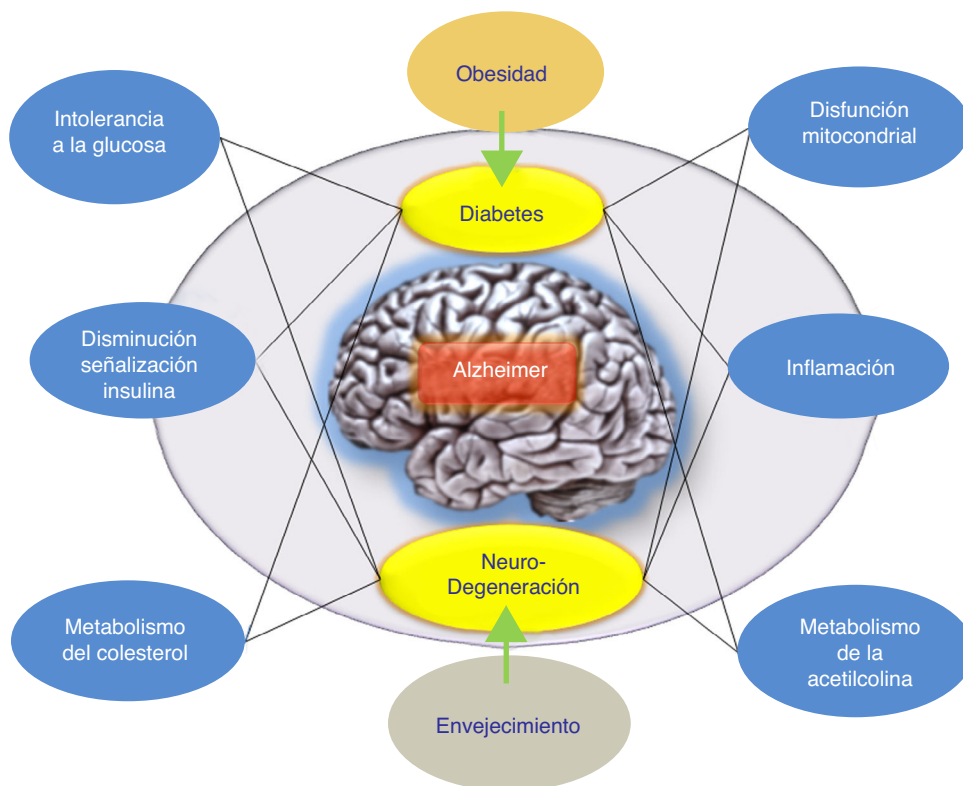 Obesidad
Intolerancia
a la glucosa
Disfunción
mitocondrial
Diabetes
Disminución
señalización
insulina
Alzheimer
Inflamación
Neuro-
Degeneración
Metabolismo
del colesterol
Metabolismo
de la
acetilcolina
Envejecimiento